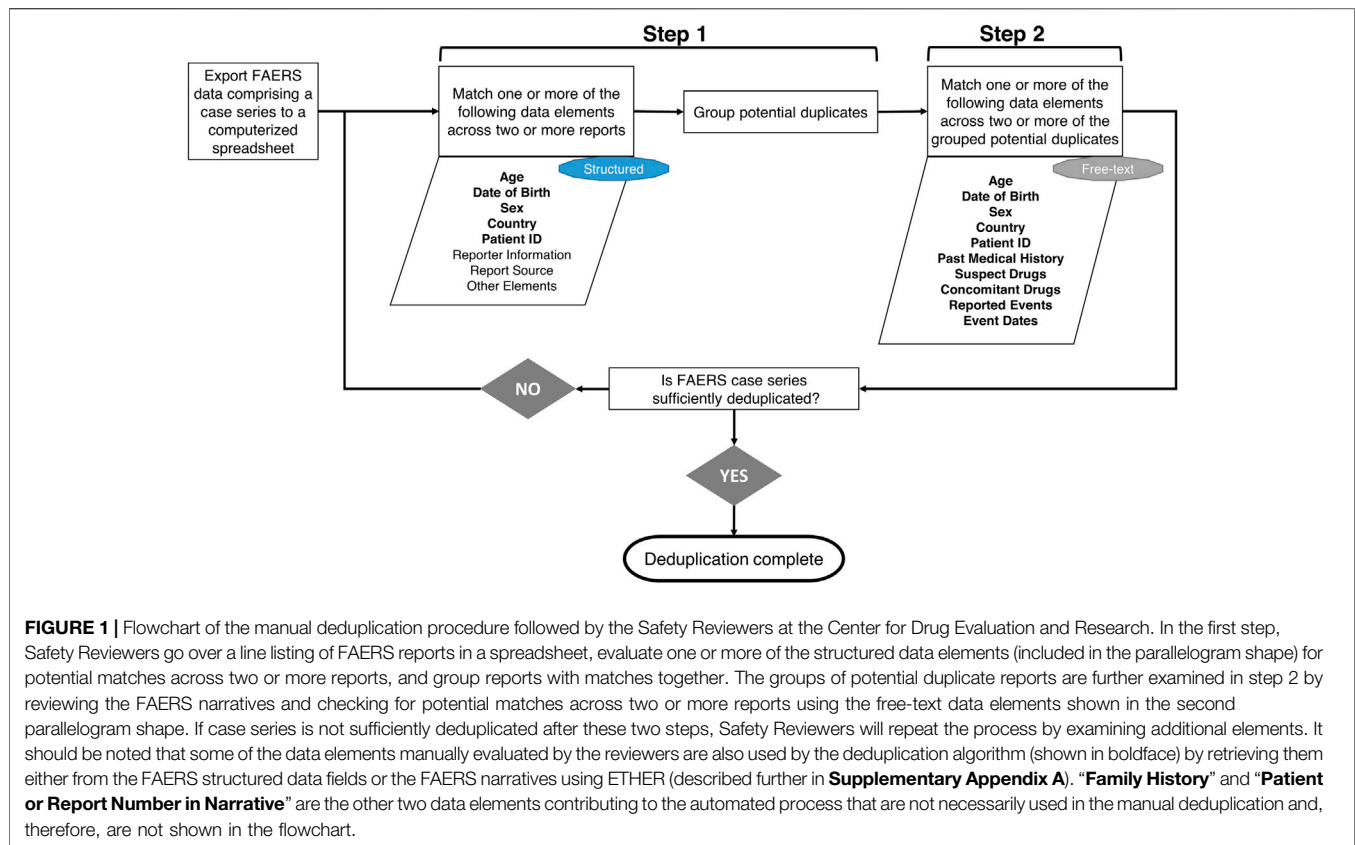 Step 1
Step 2
Export FAERS
data comprising a
case series to a
computerized
spreadsheet
Match one or more of the
following data elements
across two or more reports
Group potential duplicates
Match one or more of the
following data elements
across two or more of the
grouped potential duplicates
Structured
Age
Date of Birth
Sex
Country
Patient ID
Reporter Information
Report Source
Other Elements
Free-text
Age
Date of Birth
Sex
Country
Patient ID
Past Medical History
Suspect Drugs
Concomitant Drugs
Reported Events
Event Dates
NO
Is FAERS case series
sufficiently deduplicated?
YES
Deduplication complete
FIGURE 1 | Flowchart of the manual deduplication procedure followed by the Safety Reviewers at the Center for Drug Evaluation and Research. In the first step,
Safety Reviewers go over a line listing of FAERS reports in a spreadsheet, evaluate one or more of the structured data elements (included in the parallelogram shape) for
potential matches across two or more reports, and group reports with matches together. The groups of potential duplicate reports are further examined in step 2 by
reviewing the FAERS narratives and checking for potential matches across two or more reports using the free-text data elements shown in the second
parallelogram shape. If case series is not sufficiently deduplicated after these two steps, Safety Reviewers will repeat the process by examining additional elements. It
should be noted that some of the data elements manually evaluated by the reviewers are also used by the deduplication algorithm (shown in boldface) by retrieving them
either from the FAERS structured data fields or the FAERS narratives using ETHER (described further in Supplementary Appendix A). “Family History” and “Patient
or Report Number in Narrative” are the other two data elements contributing to the automated process that are not necessarily used in the manual deduplication and,
therefore, are not shown in the flowchart.